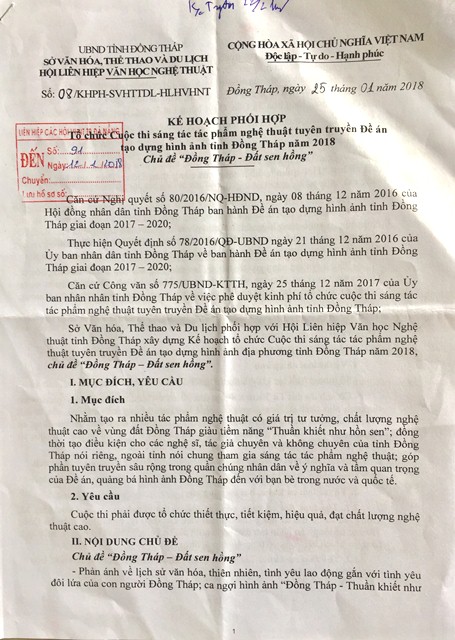 UBND TỈNH ĐỒNG THÁP
SỞ VĂN HÓA, THỂ THAO VÀ DU LỊCH
HỘI LIÊN HIỆP VĂN HỌC NGHỆ THUẬT
Số: 08/KHPH-SVHTTDL-HLHVHNT
CỘNG HÒA XÃ HỘI CHỦ NGHĨA VIỆT NAM
Độc lập - Tự do - Hạnh phúc
Đồng Tháp, ngày 25 tháng 01 năm 2018
KẾ HOẠCH PHỐI HỢP
Tổ chức Cuộc thi sáng tác tác phẩm nghệ thuật tuyên truyền Đề án
tạo dựng hình ảnh tỉnh Đồng Tháp năm 2018
Chủ đề “Đồng Tháp - Đất sen hồng”
LIÊN HIỆP CÁC HỘI
ĐẾN
Số: 91
Ngày:
Chuyển:
Lưu hồ sơ số:
Căn cứ Nghị quyết số 80/2016/NQ-HĐND, ngày 08 tháng 12 năm 2016 của
Hội đồng nhân dân tỉnh Đồng Tháp ban hành Đề án tạo dựng hình ảnh tỉnh Đồng
Tháp giai đoạn 2017 – 2020;
Thực hiện Quyết định số 78/2016/QĐ-UBND ngày 21 tháng 12 năm 2016 của
Ủy ban nhân dân tỉnh Đồng Tháp về ban hành Đề án tạo dựng hình ảnh tỉnh Đồng
Tháp giai đoạn 2017 – 2020;
Căn cứ Công văn số 775/UBND-KTTH, ngày 25 tháng 12 năm 2017 của Ủy
ban nhân nhân tỉnh Đồng Tháp về việc phê duyệt kinh phí tổ chức cuộc thi sáng tác
tác phẩm nghệ thuật tuyên truyền Đề án tạo dựng hình ảnh tỉnh Đồng Tháp;
Sở Văn hóa, Thể thao và Du lịch phối hợp với Hội Liên hiệp Văn học Nghệ
thuật tỉnh Đồng Tháp xây dựng Kế hoạch tổ chức Cuộc thi sáng tác tác phẩm nghệ
thuật tuyên truyền Đề án tạo dựng hình ảnh địa phương tỉnh Đồng Tháp năm 2018,
chủ đề “Đồng Tháp – Đất sen hồng”.
I. MỤC ĐÍCH, YÊU CẦU
1. Mục đích
Nhằm tạo ra nhiều tác phẩm nghệ thuật có giá trị tư tưởng, chất lượng nghệ
thuật cao về vùng đất Đồng Tháp giàu tiềm năng “Thuần khiết như hồn sen”; đồng
thời tạo điều kiện cho các nghệ sĩ, tác giả chuyên và không chuyên của tỉnh Đồng
Tháp nói riêng, ngoài tỉnh nói chung tham gia sáng tác tác phẩm nghệ thuật; góp
phần tuyên truyền sâu rộng trong quần chúng nhân dân về ý nghĩa và tầm quan trọng
của Đề án, quảng bá hình ảnh Đồng Tháp đến với bạn bè trong nước và quốc tế.
2. Yêu cầu
Cuộc thi phải được tổ chức thiết thực, tiết kiệm, hiệu quả, đạt chất lượng nghệ
thuật cao.
II. NỘI DUNG CHỦ ĐỀ
Chủ đề “Đồng Tháp - Đất sen hồng”
- Phản ánh về lịch sử văn hóa, thiên nhiên, tình yêu lao động gắn với tình yêu
đôi lứa của con người Đồng Tháp; ca ngợi hình ảnh “Đồng Tháp - Thuần khiết như
1